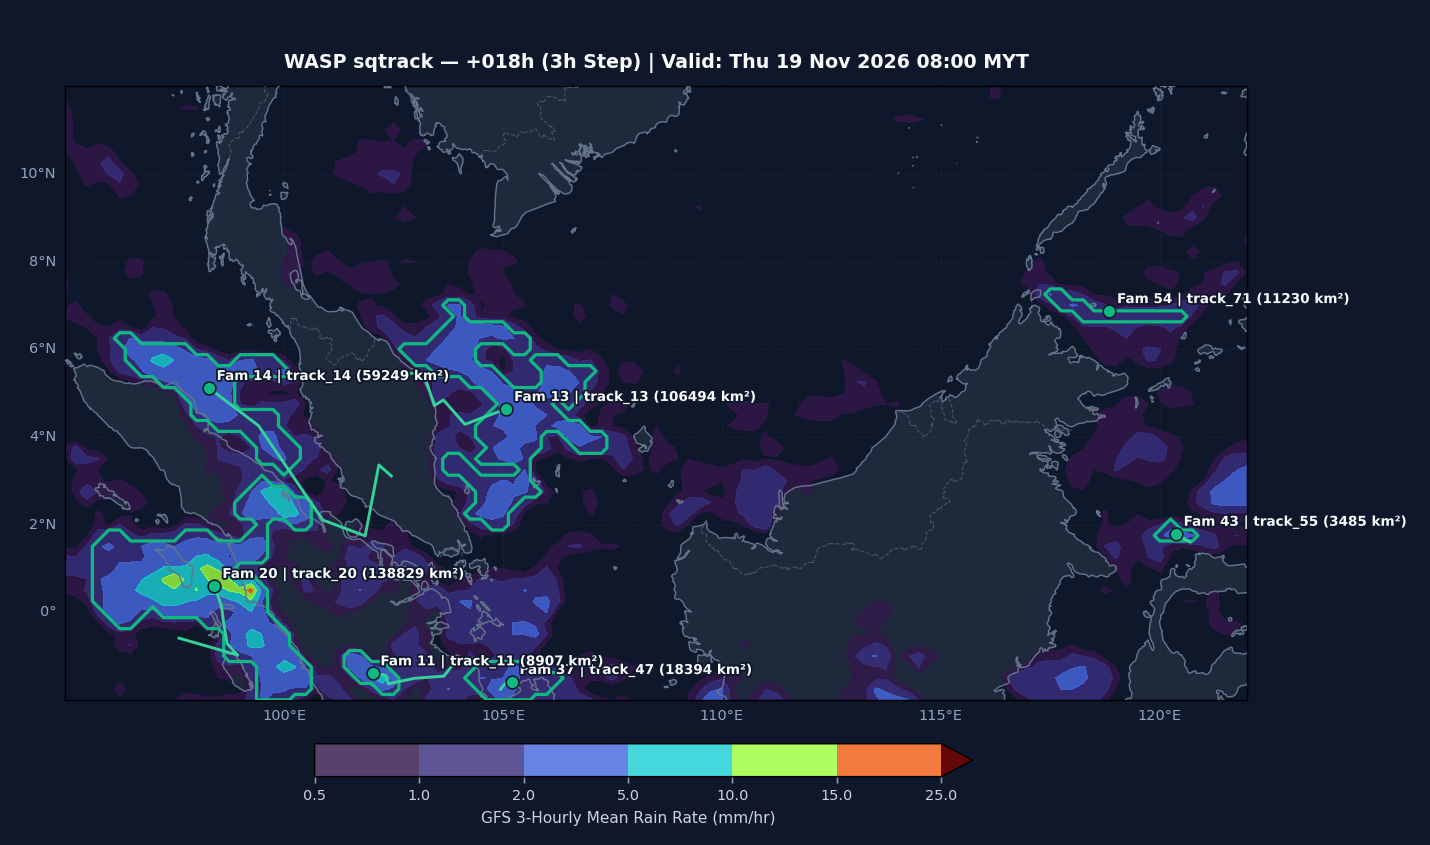 WASP sqtrack — +018h (3h Step) | Valid: Thu 19 Nov 2026 08:00 MYT
10°N
8°N
6°N
4°N
2°N
0°
Fam 54 | track_71 (11230 km²)
Fam 14 | track_14 (59249 km²)
Fam 13 | track_13 (106494 km²)
Fam 43 | track_55 (3485 km²)
Fam 20 | track_20 (138829 km²)
Fam 11 | track_11 (8907 km²)
Fam 37 | track_47 (18394 km²)
100°E
105°E
110°E
115°E
120°E
0.5
1.0
2.0
5.0
10.0
15.0
25.0
GFS 3-Hourly Mean Rain Rate (mm/hr)